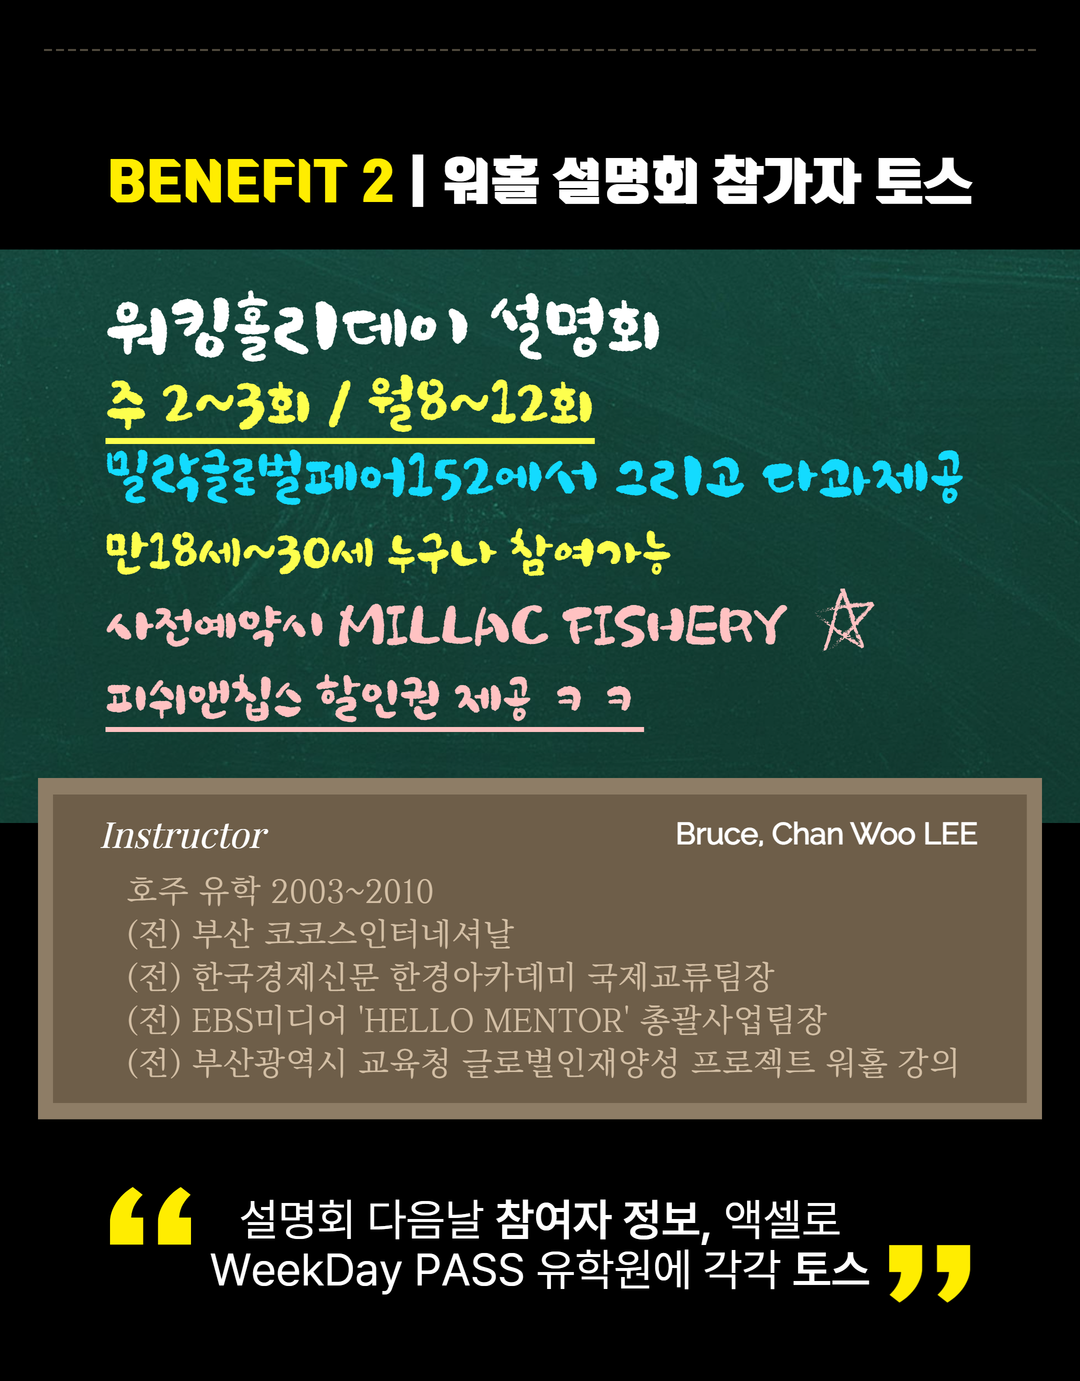 BENEFIT 2 | 워홀 설명회 참가자 토스
워킹홀리데이 설명회
주 2~3회 / 월8~12회
밀락글로벌페어152에서 그리고 다과제공
만18세~30세 누구나 참여가능
사전예약시 MILLAC FISHERY
피쉬앤칩스 할인권 제공 ㅋ ㅋ
Instructor
Bruce, Chan Woo LEE
호주 유학 2003~2010
(전) 부산 코코스인터네셔날
(전) 한국경제신문 한경아카데미 국제교류팀장
(전) EBS미디어 'HELLO MENTOR' 총괄사업팀장
(전) 부산광역시 교육청 글로벌인재양성 프로젝트 워홀 강의
“ 설명회 다음날 참여자 정보, 액셀로
WeekDay PASS 유학원에 각각 토스 ”